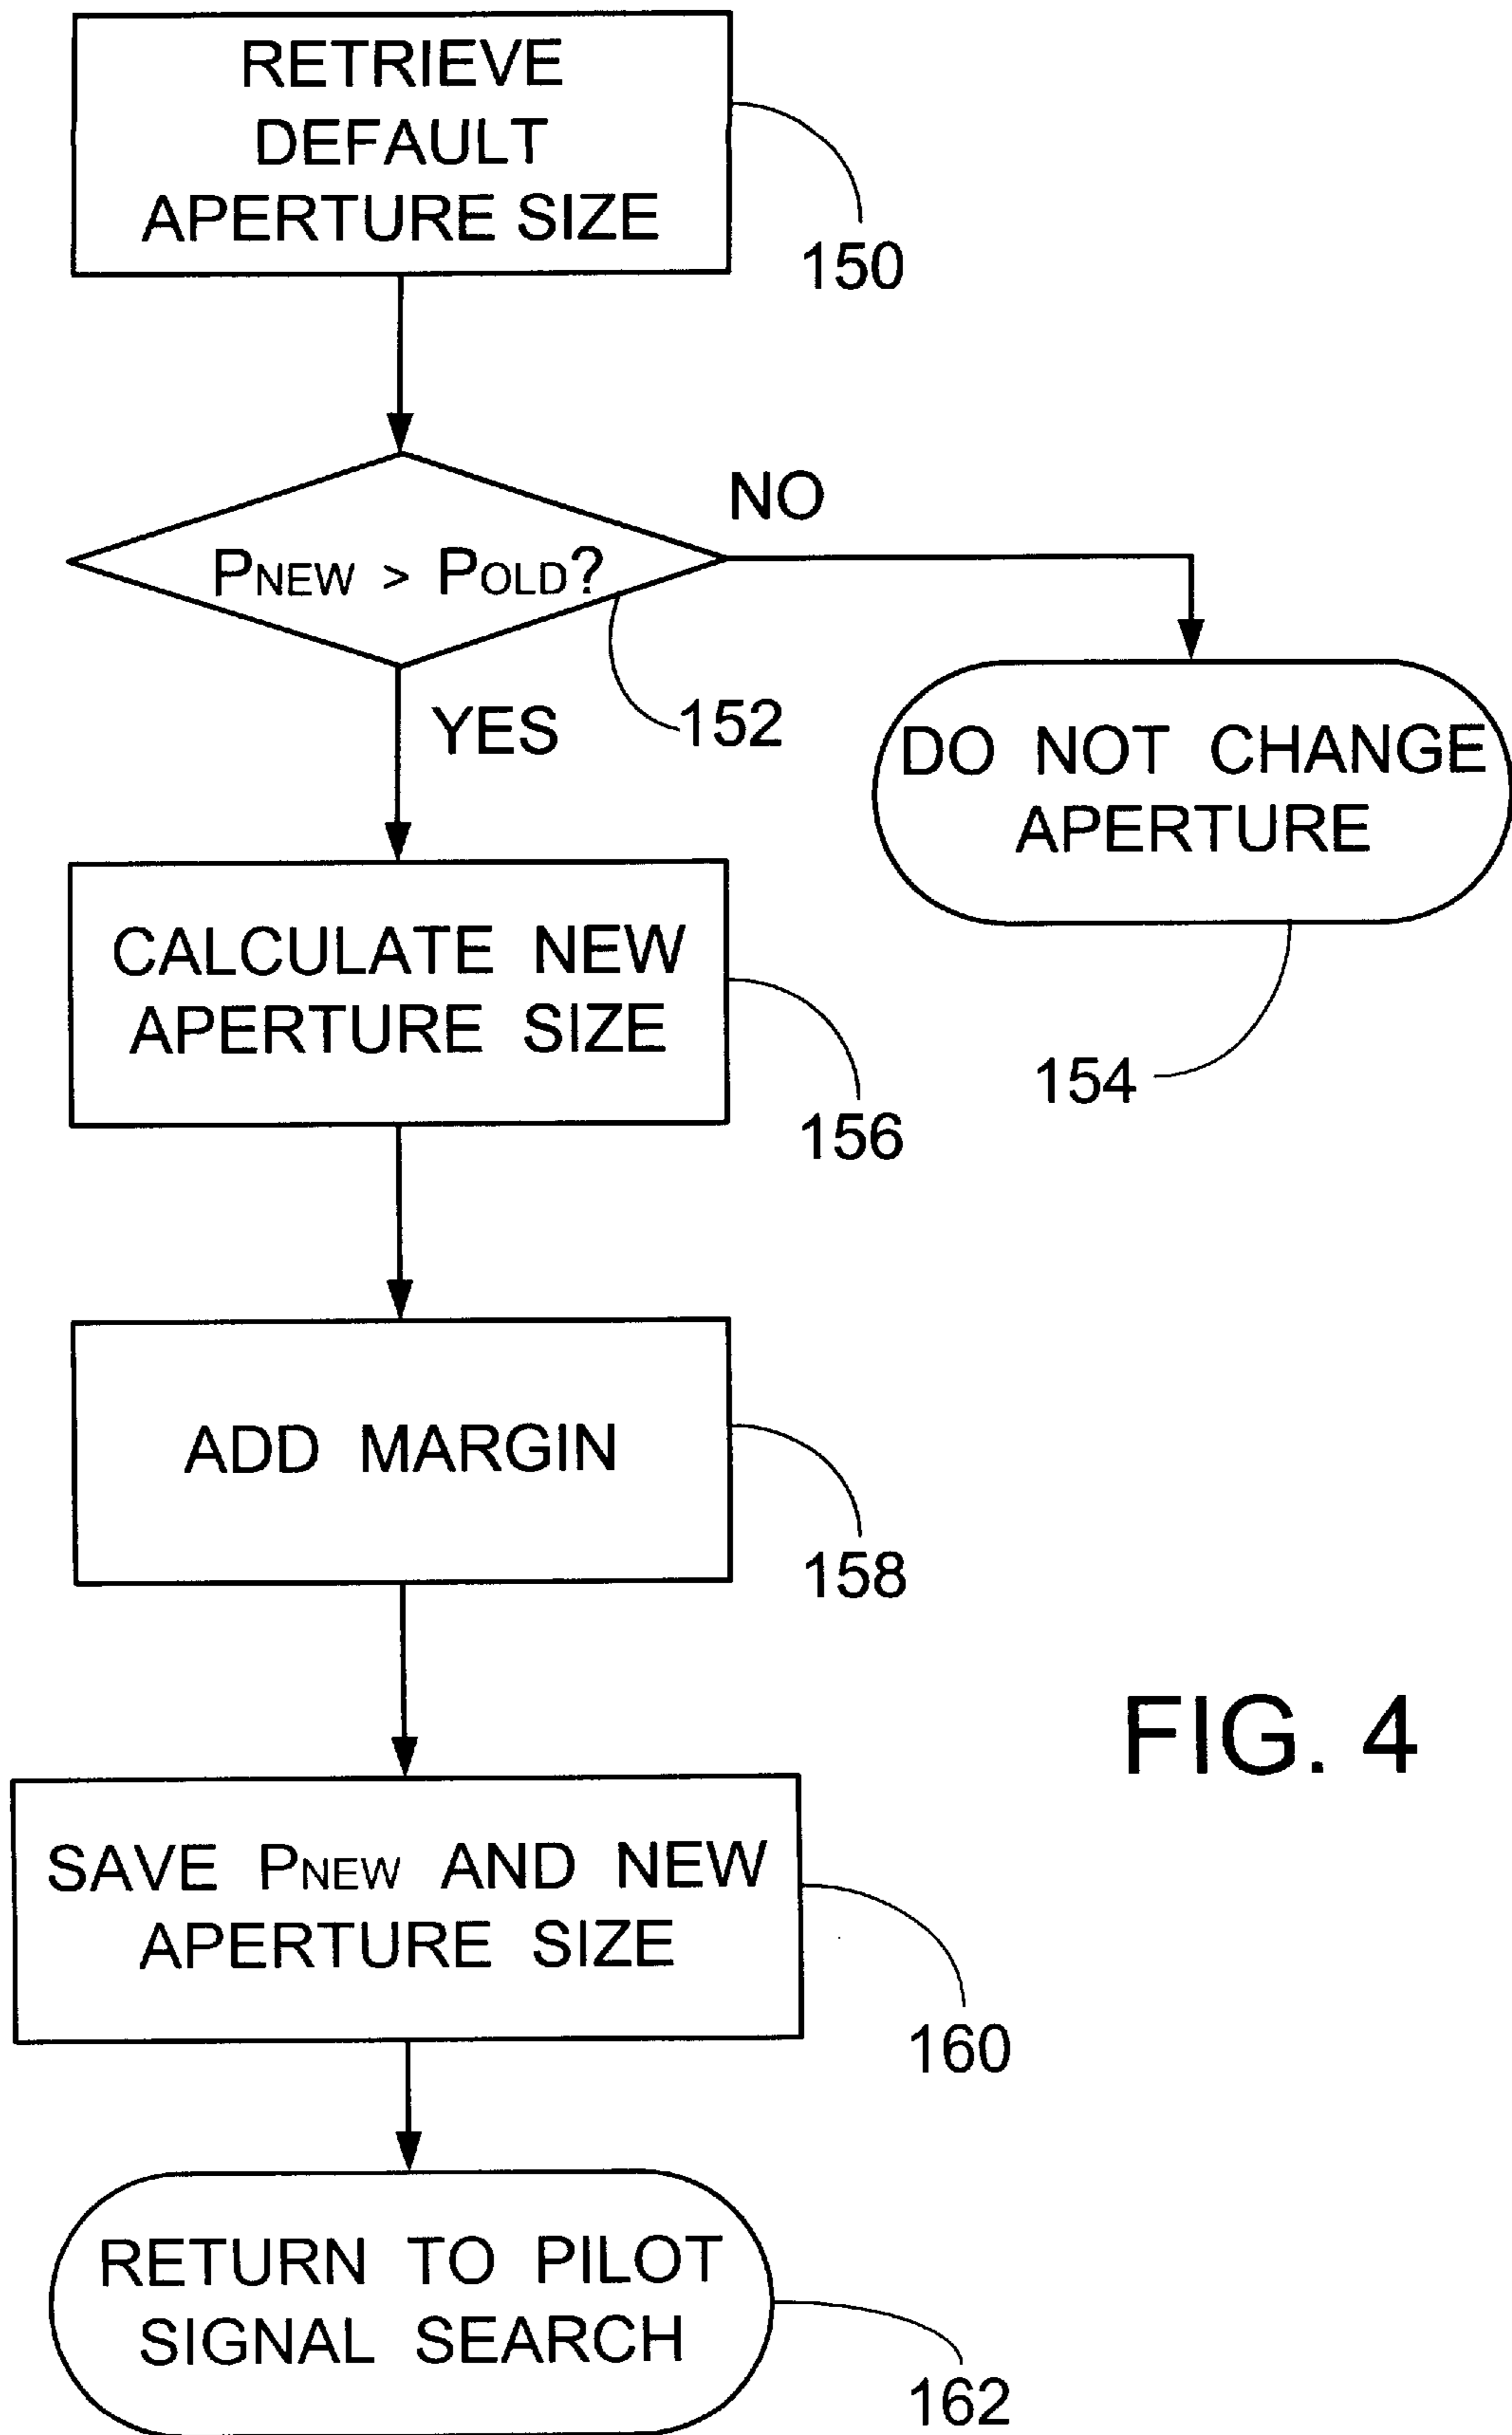 RETRIEVE
DEFAULT
APERTURE SIZE
150
PNEW > POLD?
NO
152
YES
DO NOT CHANGE
APERTURE
154
CALCULATE NEW
APERTURE SIZE
156
ADD MARGIN
158
FIG. 4
SAVE PNEW AND NEW
APERTURE SIZE
160
RETURN TO PILOT
SIGNAL SEARCH
162